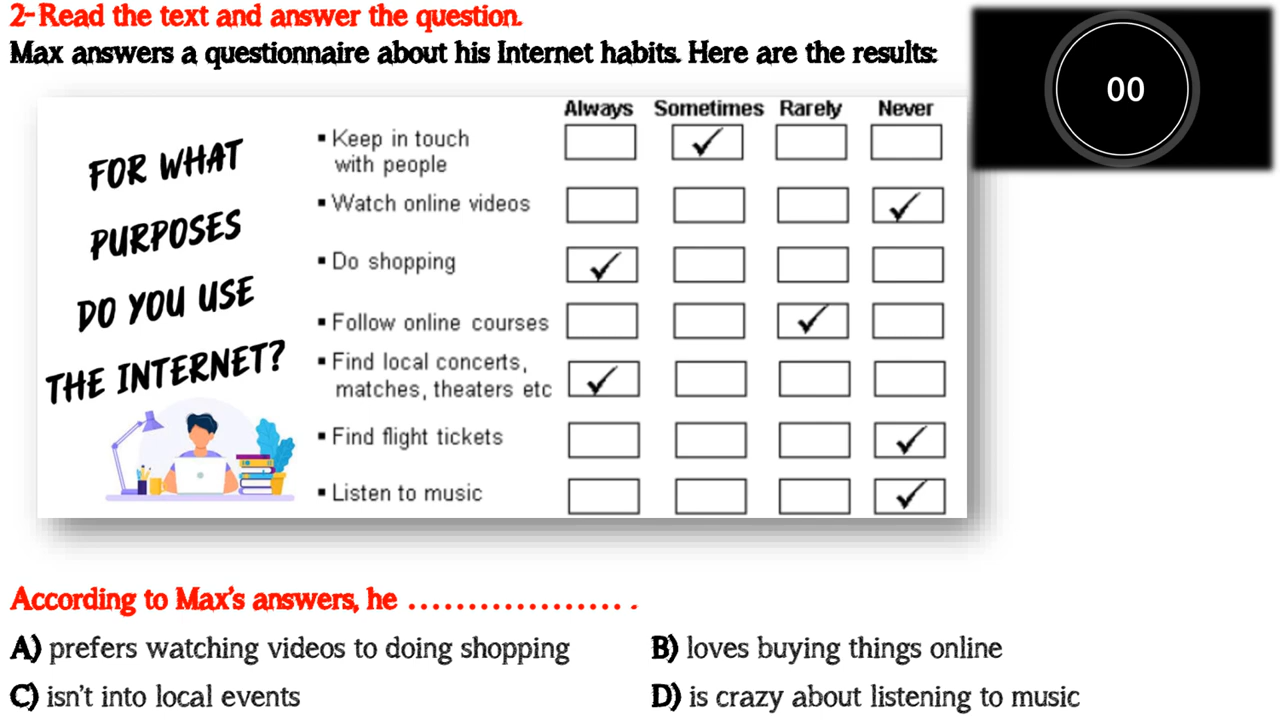 2-Read the text and answer the question.
Max answers a questionnaire about his Internet habits. Here are the results:
00
Always Sometimes Rarely Never
FOR WHAT
PURPOSES
DO YOU USE
THE INTERNET?
▪ Keep in touch
with people
▪ Watch online videos
▪ Do shopping
▪ Follow online courses
▪ Find local concerts,
matches, theaters etc
▪ Find flight tickets
▪ Listen to music
According to Max's answers, he .................. .
A) prefers watching videos to doing shopping
B) loves buying things online
C) isn't into local events
D) is crazy about listening to music